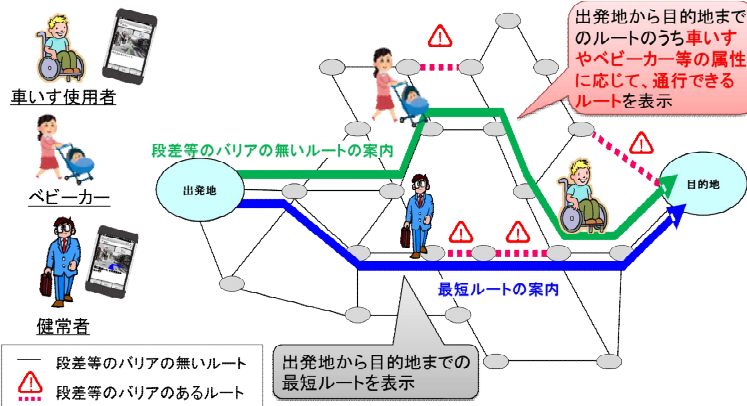 車いす使用者
ベビーカー
健常者
出発地から目的地まで
のルートのうち車いす
やベビーカー等の属性
に応じて、通行できる
ルートを表示
段差等のバリアの無いルートの案内
出発地
目的地
最短ルートの案内
出発地から目的地までの
最短ルートを表示
段差等のバリアの無いルート
段差等のバリアのあるルート